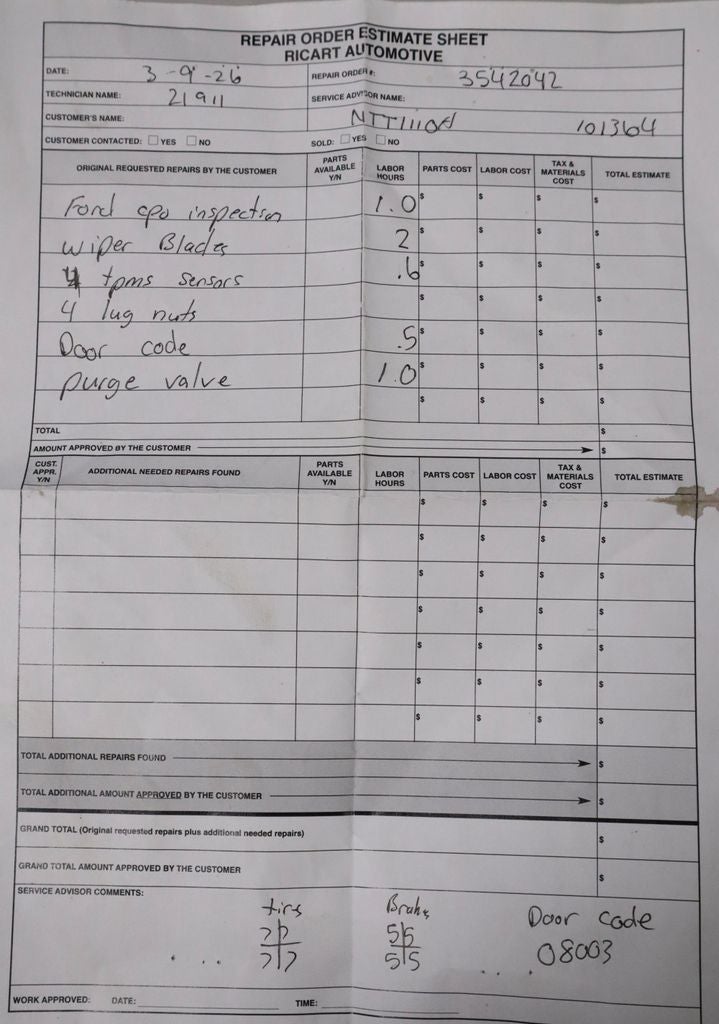 REPAIR ORDER ESTIMATE SHEET
RICART AUTOMOTIVE
DATE: 3-9-26 REPAIR ORDER #: 3542042
TECHNICIAN NAME: 21911 SERVICE ADVISOR NAME:
CUSTOMER'S NAME: NTT1110A 101364
CUSTOMER CONTACTED: YES NO SOLD: YES NO
ORIGINAL REQUESTED REPAIRS BY THE CUSTOMER PARTS AVAILABLE Y/N LABOR HOURS PARTS COST LABOR COST TAX & MATERIALS COST TOTAL ESTIMATE
Ford cpo inspection 1.0 $ $ $ $
wiper Blades 2 $ $ $ $
4 tpms sensors .6 $ $ $ $
4 lug nuts $ $ $ $
Door code .5 $ $ $ $
purge valve 1.0 $ $ $ $
$ $ $ $
TOTAL $
AMOUNT APPROVED BY THE CUSTOMER $
CUST. APPR. Y/N ADDITIONAL NEEDED REPAIRS FOUND PARTS AVAILABLE Y/N LABOR HOURS PARTS COST LABOR COST TAX & MATERIALS COST TOTAL ESTIMATE
$ $ $ $
$ $ $ $
$ $ $ $
$ $ $ $
$ $ $ $
$ $ $ $
$ $ $ $
TOTAL ADDITIONAL REPAIRS FOUND $
TOTAL ADDITIONAL AMOUNT APPROVED BY THE CUSTOMER $
GRAND TOTAL (Original requested repairs plus additional needed repairs) $
GRAND TOTAL AMOUNT APPROVED BY THE CUSTOMER $
SERVICE ADVISOR COMMENTS:
tires Brakes Door code
7 7 5 5 08003
7 7 5 5
WORK APPROVED: DATE: TIME: